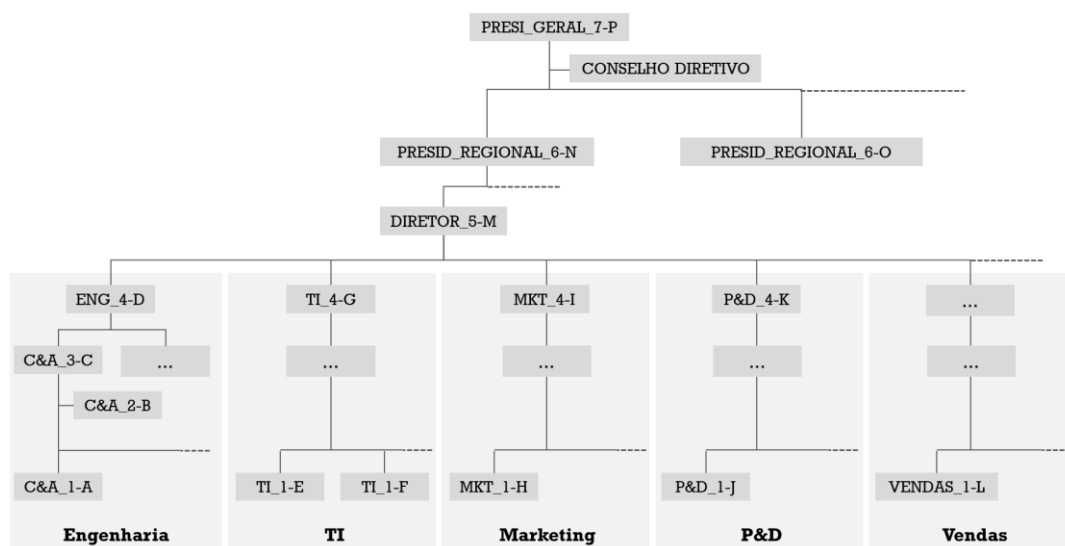 PRESI_GERAL_7-P
CONSELHO DIRETIVO
PRESID_REGIONAL_6-N
PRESID_REGIONAL_6-O
DIRETOR_5-M
ENG_4-D
TI_4-G
MKT_4-I
P&D_4-K
...
C&A_3-C
...
...
...
...
...
C&A_2-B
C&A_1-A
TI_1-E
TI_1-F
MKT_1-H
P&D_1-J
VENDAS_1-L
Engenharia
TI
Marketing
P&D
Vendas